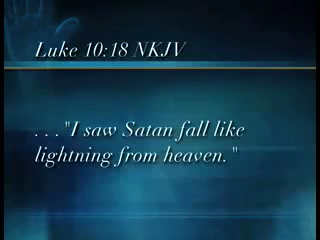 Luke 10:18 NKJV
. . ."I saw Satan fall like
lightning from heaven."